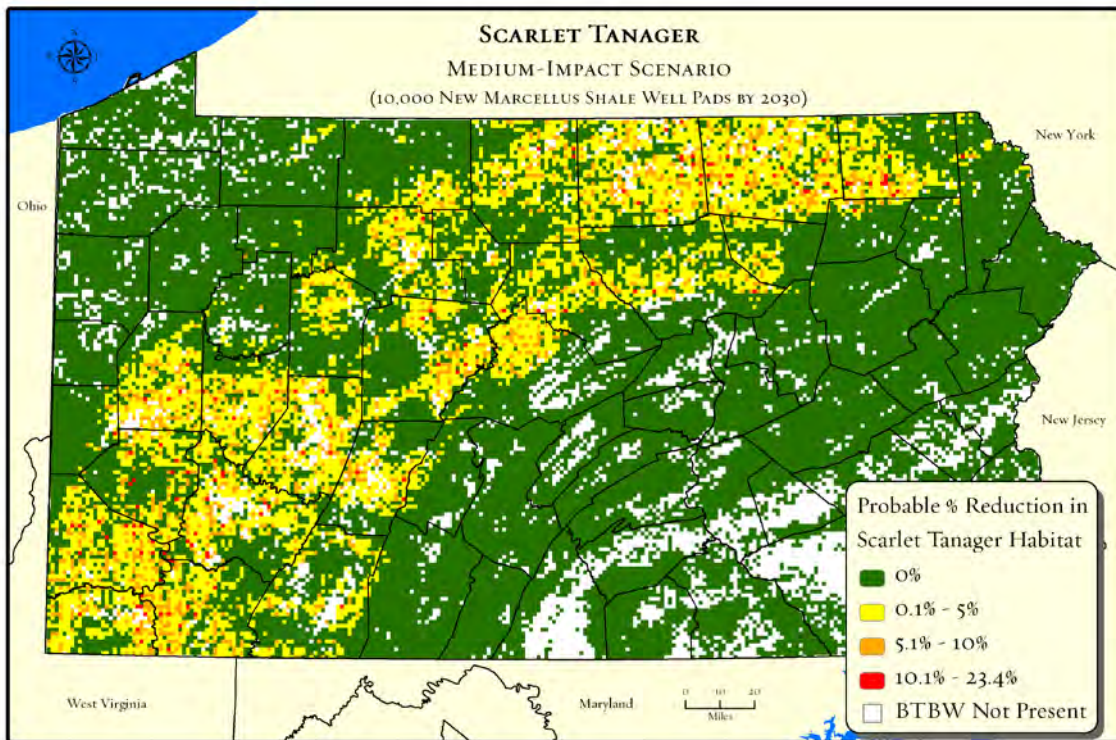 SCARLET TANAGER
MEDIUM-IMPACT SCENARIO
(10,000 NEW MARCELLUS SHALE WELL PADS BY 2030)
New York
Ohio
New Jersey
Probable % Reduction in
Scarlet Tanager Habitat
0%
0.1% - 5%
5.1% - 10%
10.1% - 23.4%
BTBW Not Present
West Virginia
Maryland
0 10 20
Miles